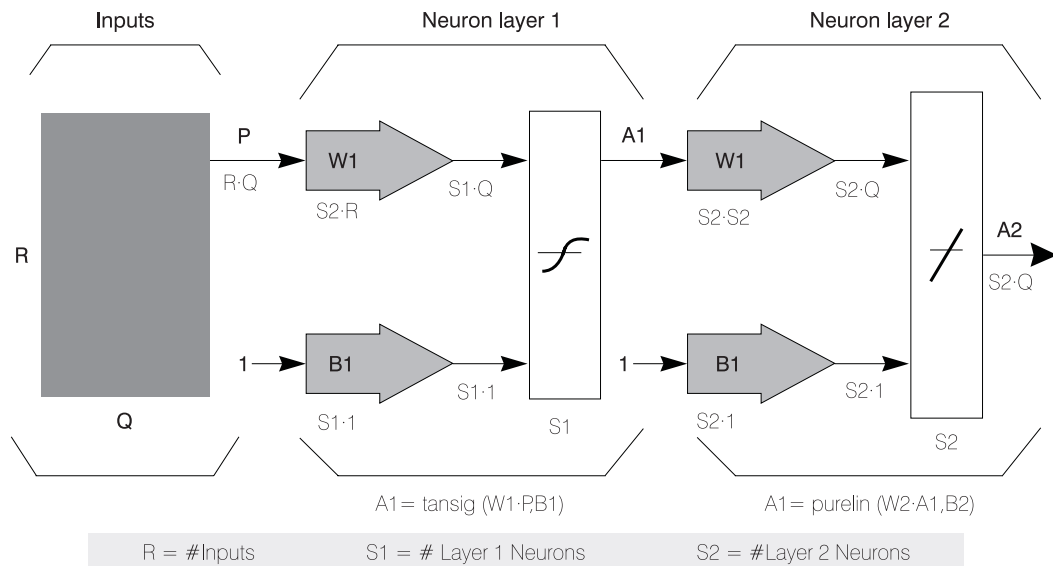 Inputs
Neuron layer 1
Neuron layer 2
P
R·Q
W1
S2·R
S1·Q
A1
W1
S2·S2
S2·Q
R
A2
S2·Q
1
B1
S1·1
S1·1
S1
1
B1
S2·1
S2·1
S2
Q
A1= tansig (W1·P,B1)
A1= purelin (W2·A1,B2)
R = #Inputs
S1 = # Layer 1 Neurons
S2 = #Layer 2 Neurons